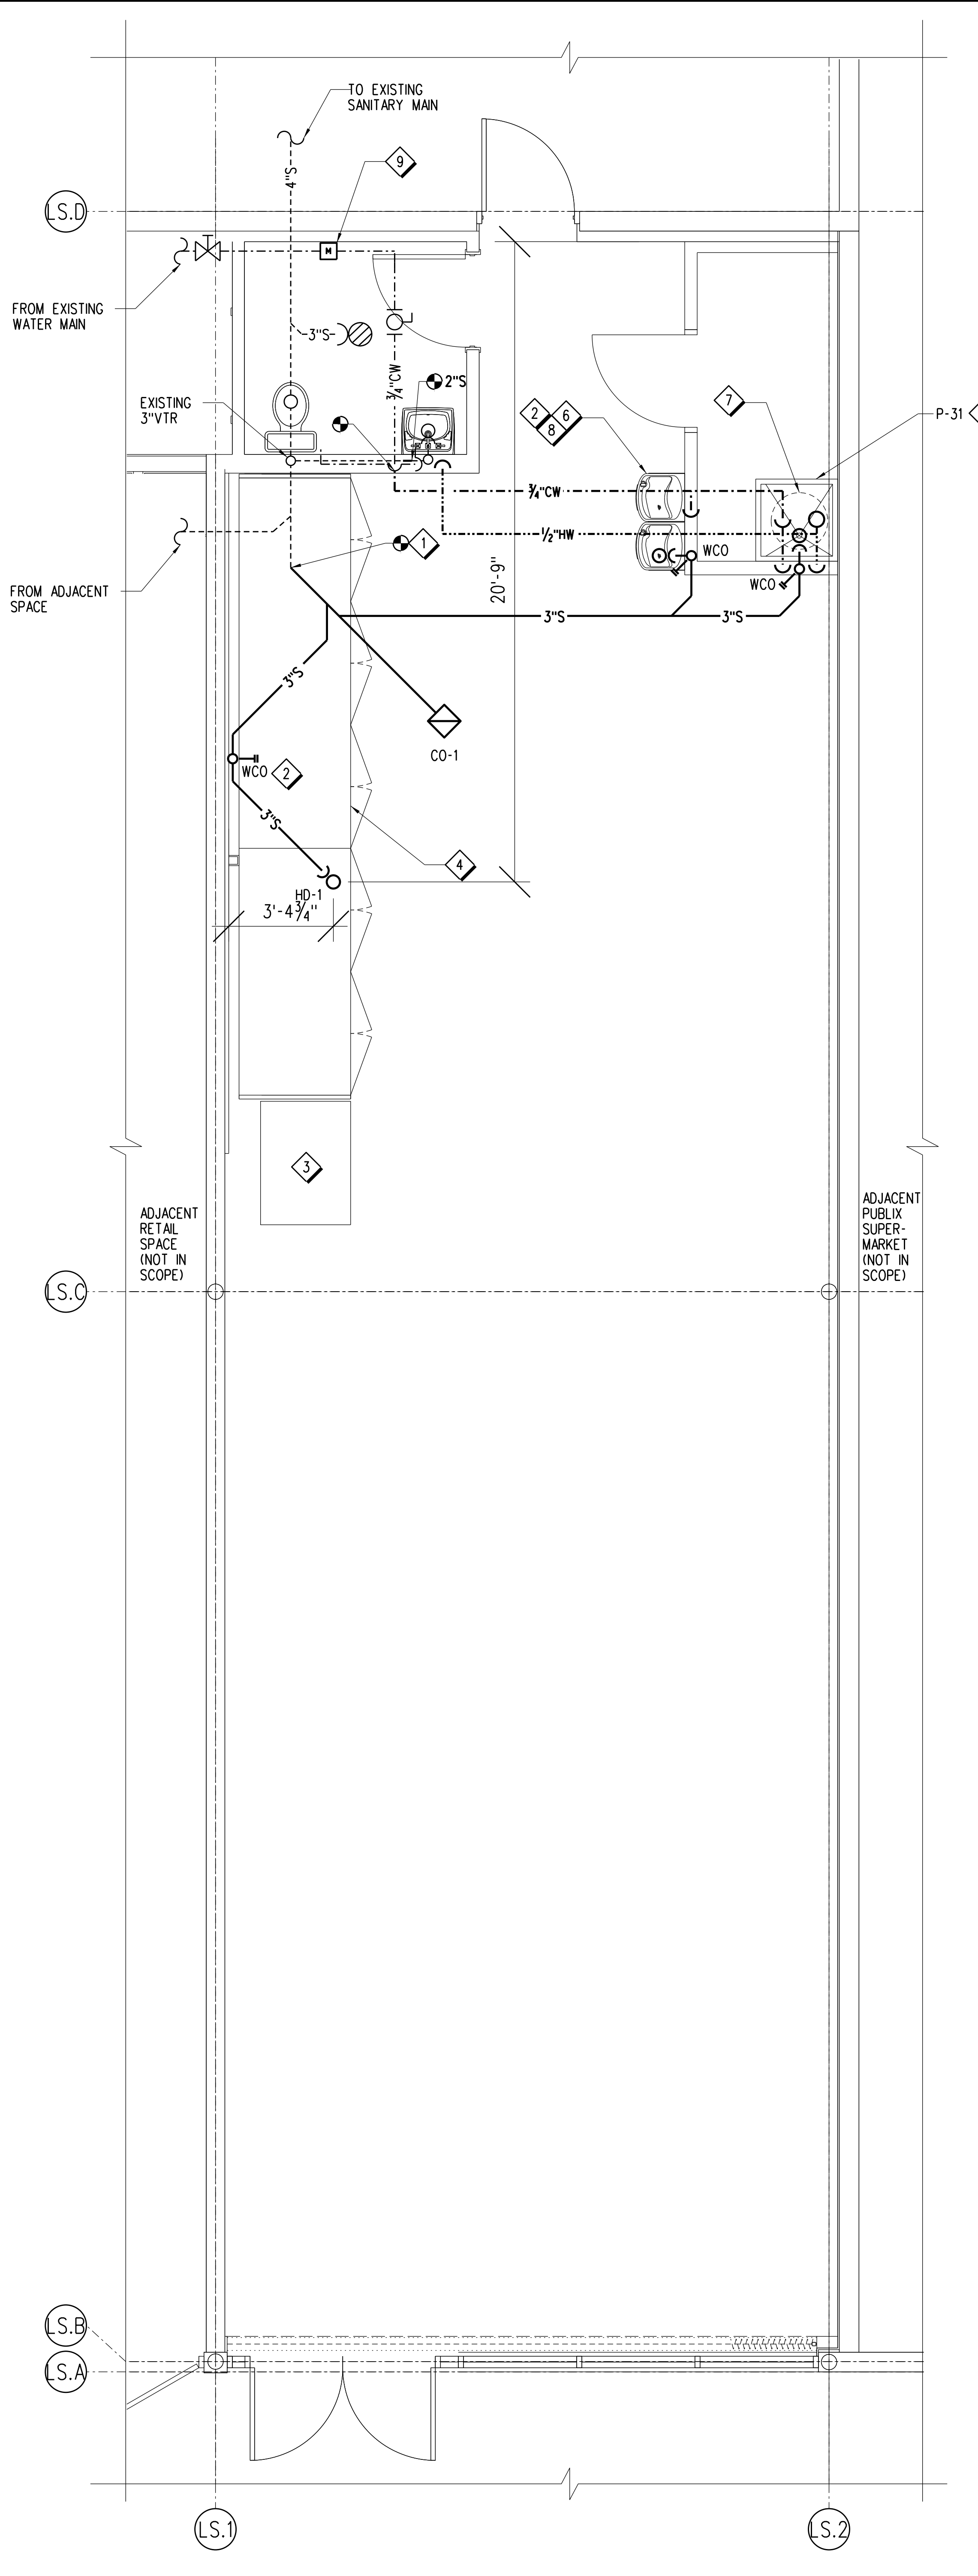 TO EXISTING
SANITARY MAIN
4"S
9
LS.D
M
FROM EXISTING
WATER MAIN
3"S
3/4"CW
2"S
EXISTING
3"VTR
2
6
8
7
P-31
3/4"CW
1/2"HW
1
WCO
WCO
FROM ADJACENT
SPACE
20'-9"
3"S
3"S
3"S
CO-1
WCO
2
3"S
4
HD-1
3'-4 3/4"
3
ADJACENT
RETAIL
SPACE
(NOT IN
SCOPE)
ADJACENT
PUBLIX
SUPER-
MARKET
(NOT IN
SCOPE)
LS.C
LS.B
LS.A
LS.1
LS.2